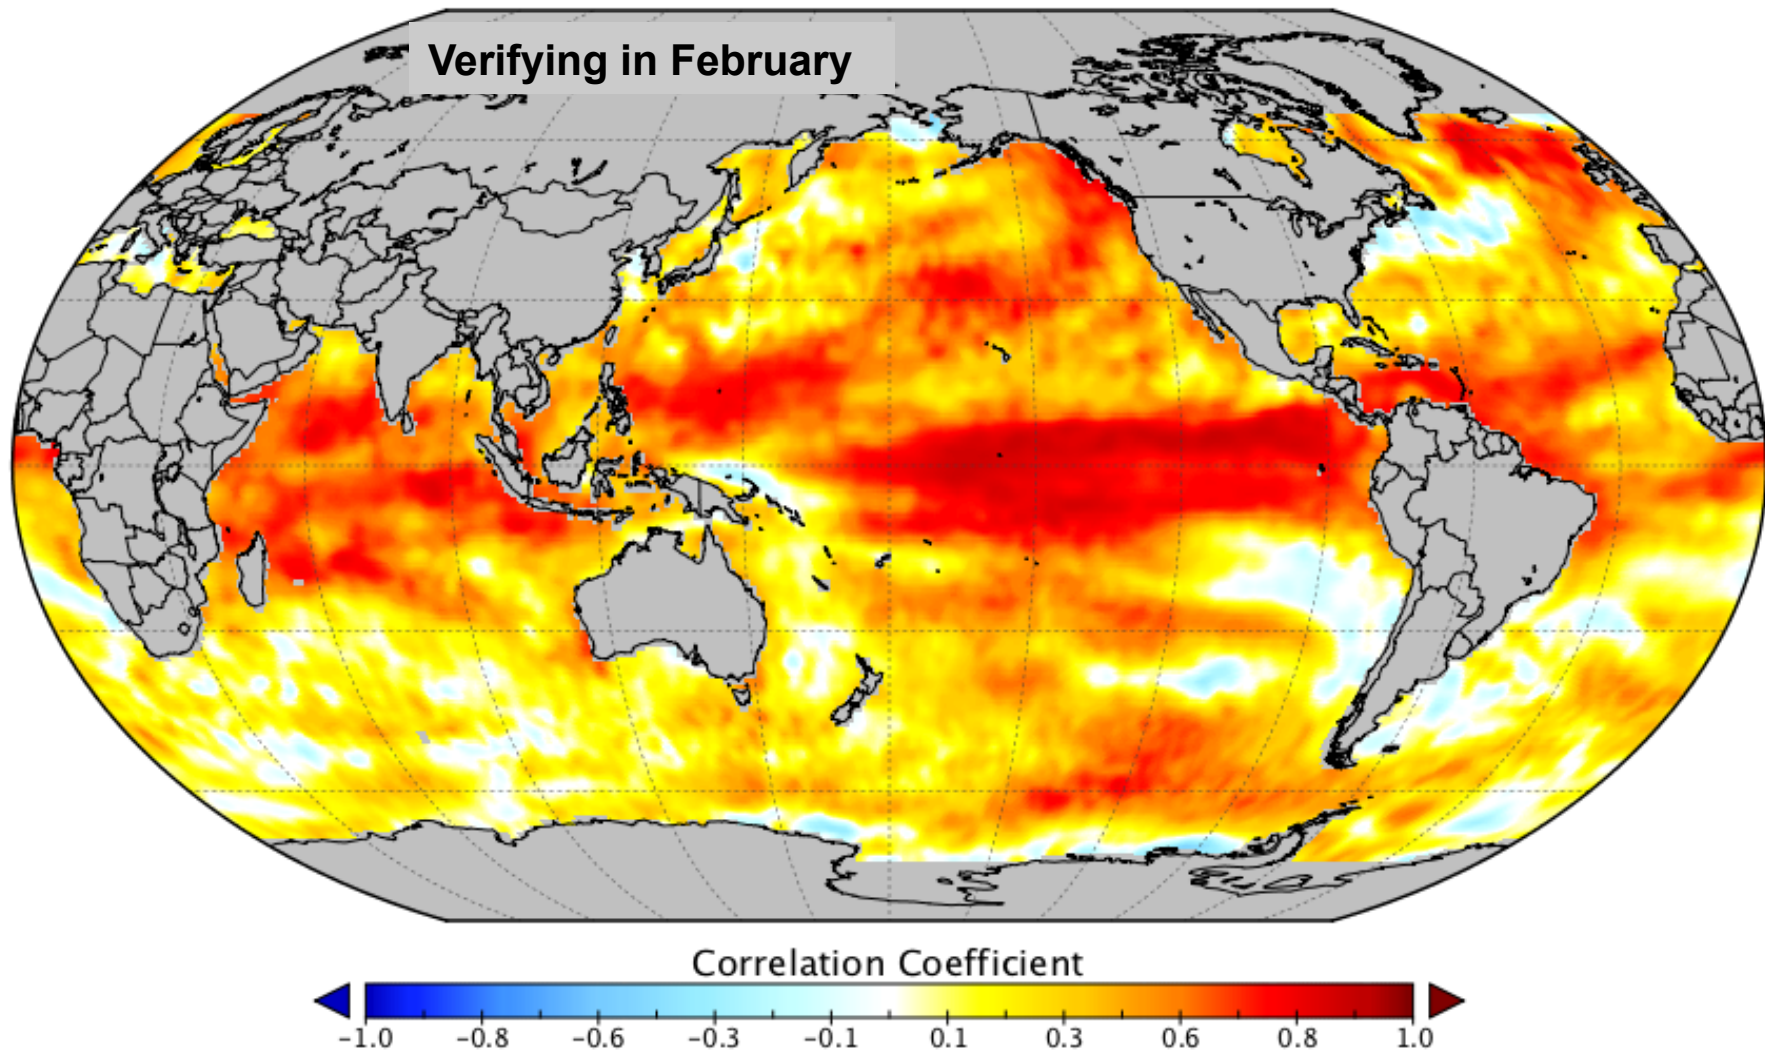 Verifying in February
Correlation Coefficient
−1.0 −0.8 −0.6 −0.3 −0.1 0.1 0.3 0.6 0.8 1.0